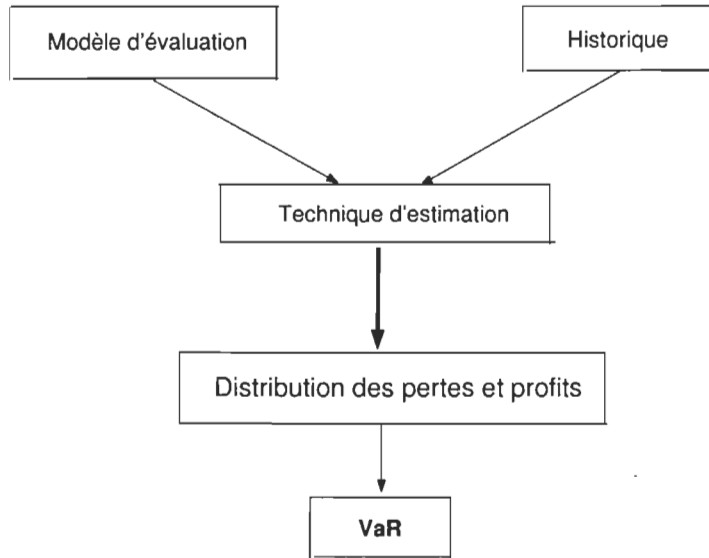 Modèle d'évaluation
Historique
Technique d'estimation
Distribution des pertes et profits
VaR